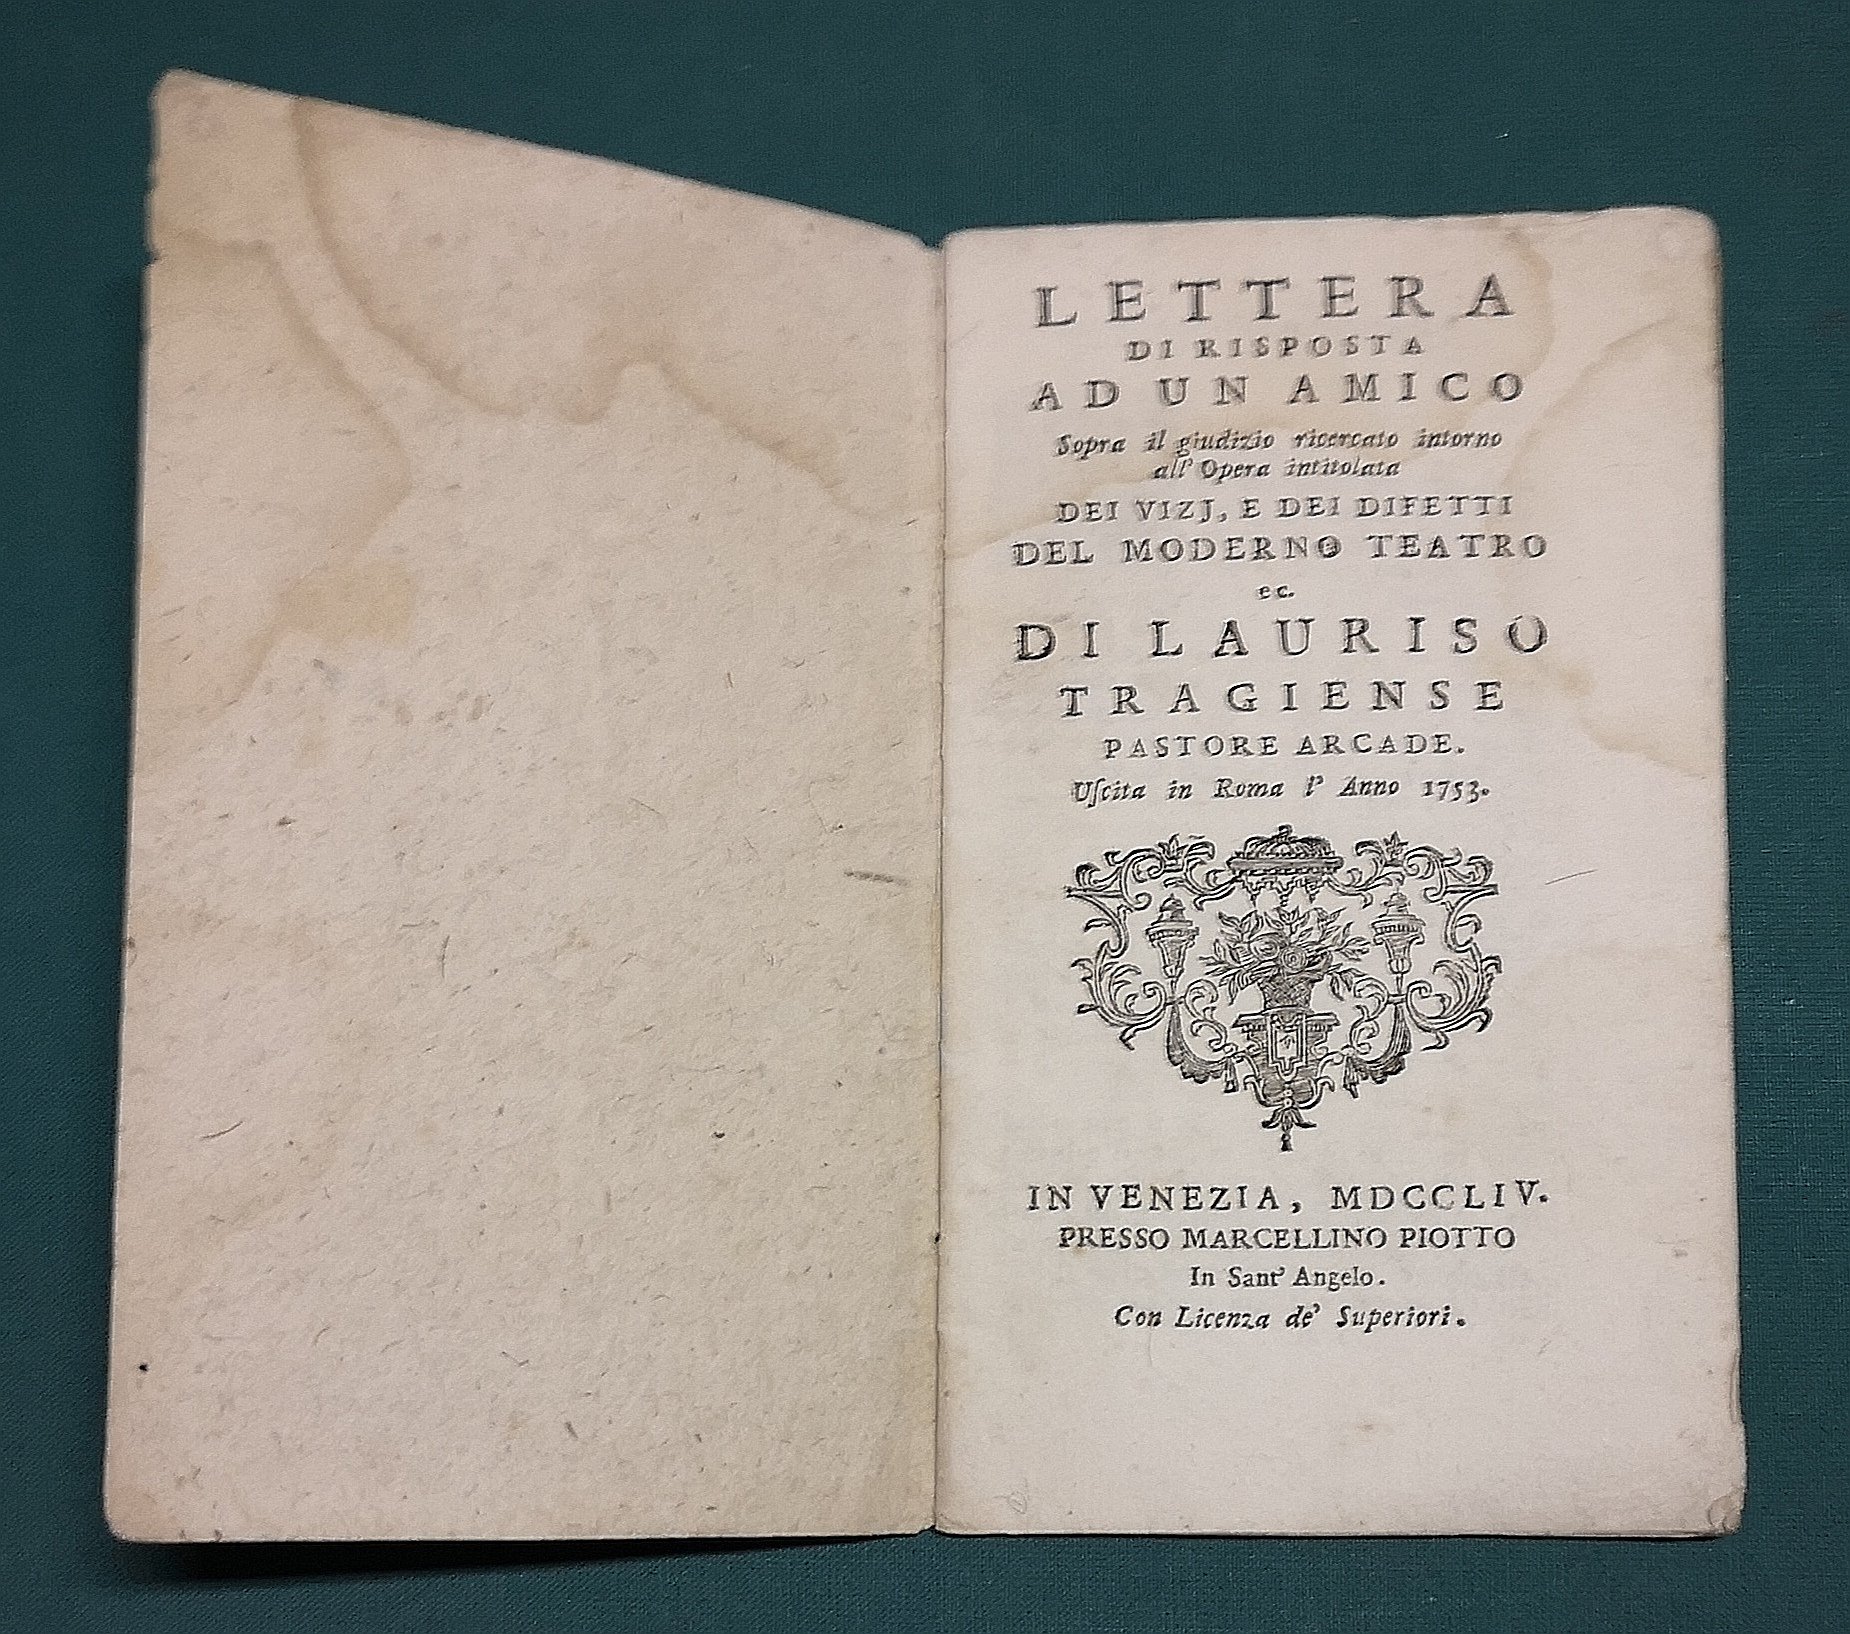 LETTERA
DI RISPOSTA
AD UN AMICO
Sopra il giudizio ricercato intorno
all' Opera intitolata
DEI VIZJ, E DEI DIFETTI
DEL MODERNO TEATRO
ec.
DI LAURISO
TRAGIENSE
PASTORE ARCADE.
Uſcita in Roma l' Anno 1753.
IN VENEZIA, MDCCLIV.
PRESSO MARCELLINO PIOTTO
In Sant' Angelo.
Con Licenza de' Superiori.